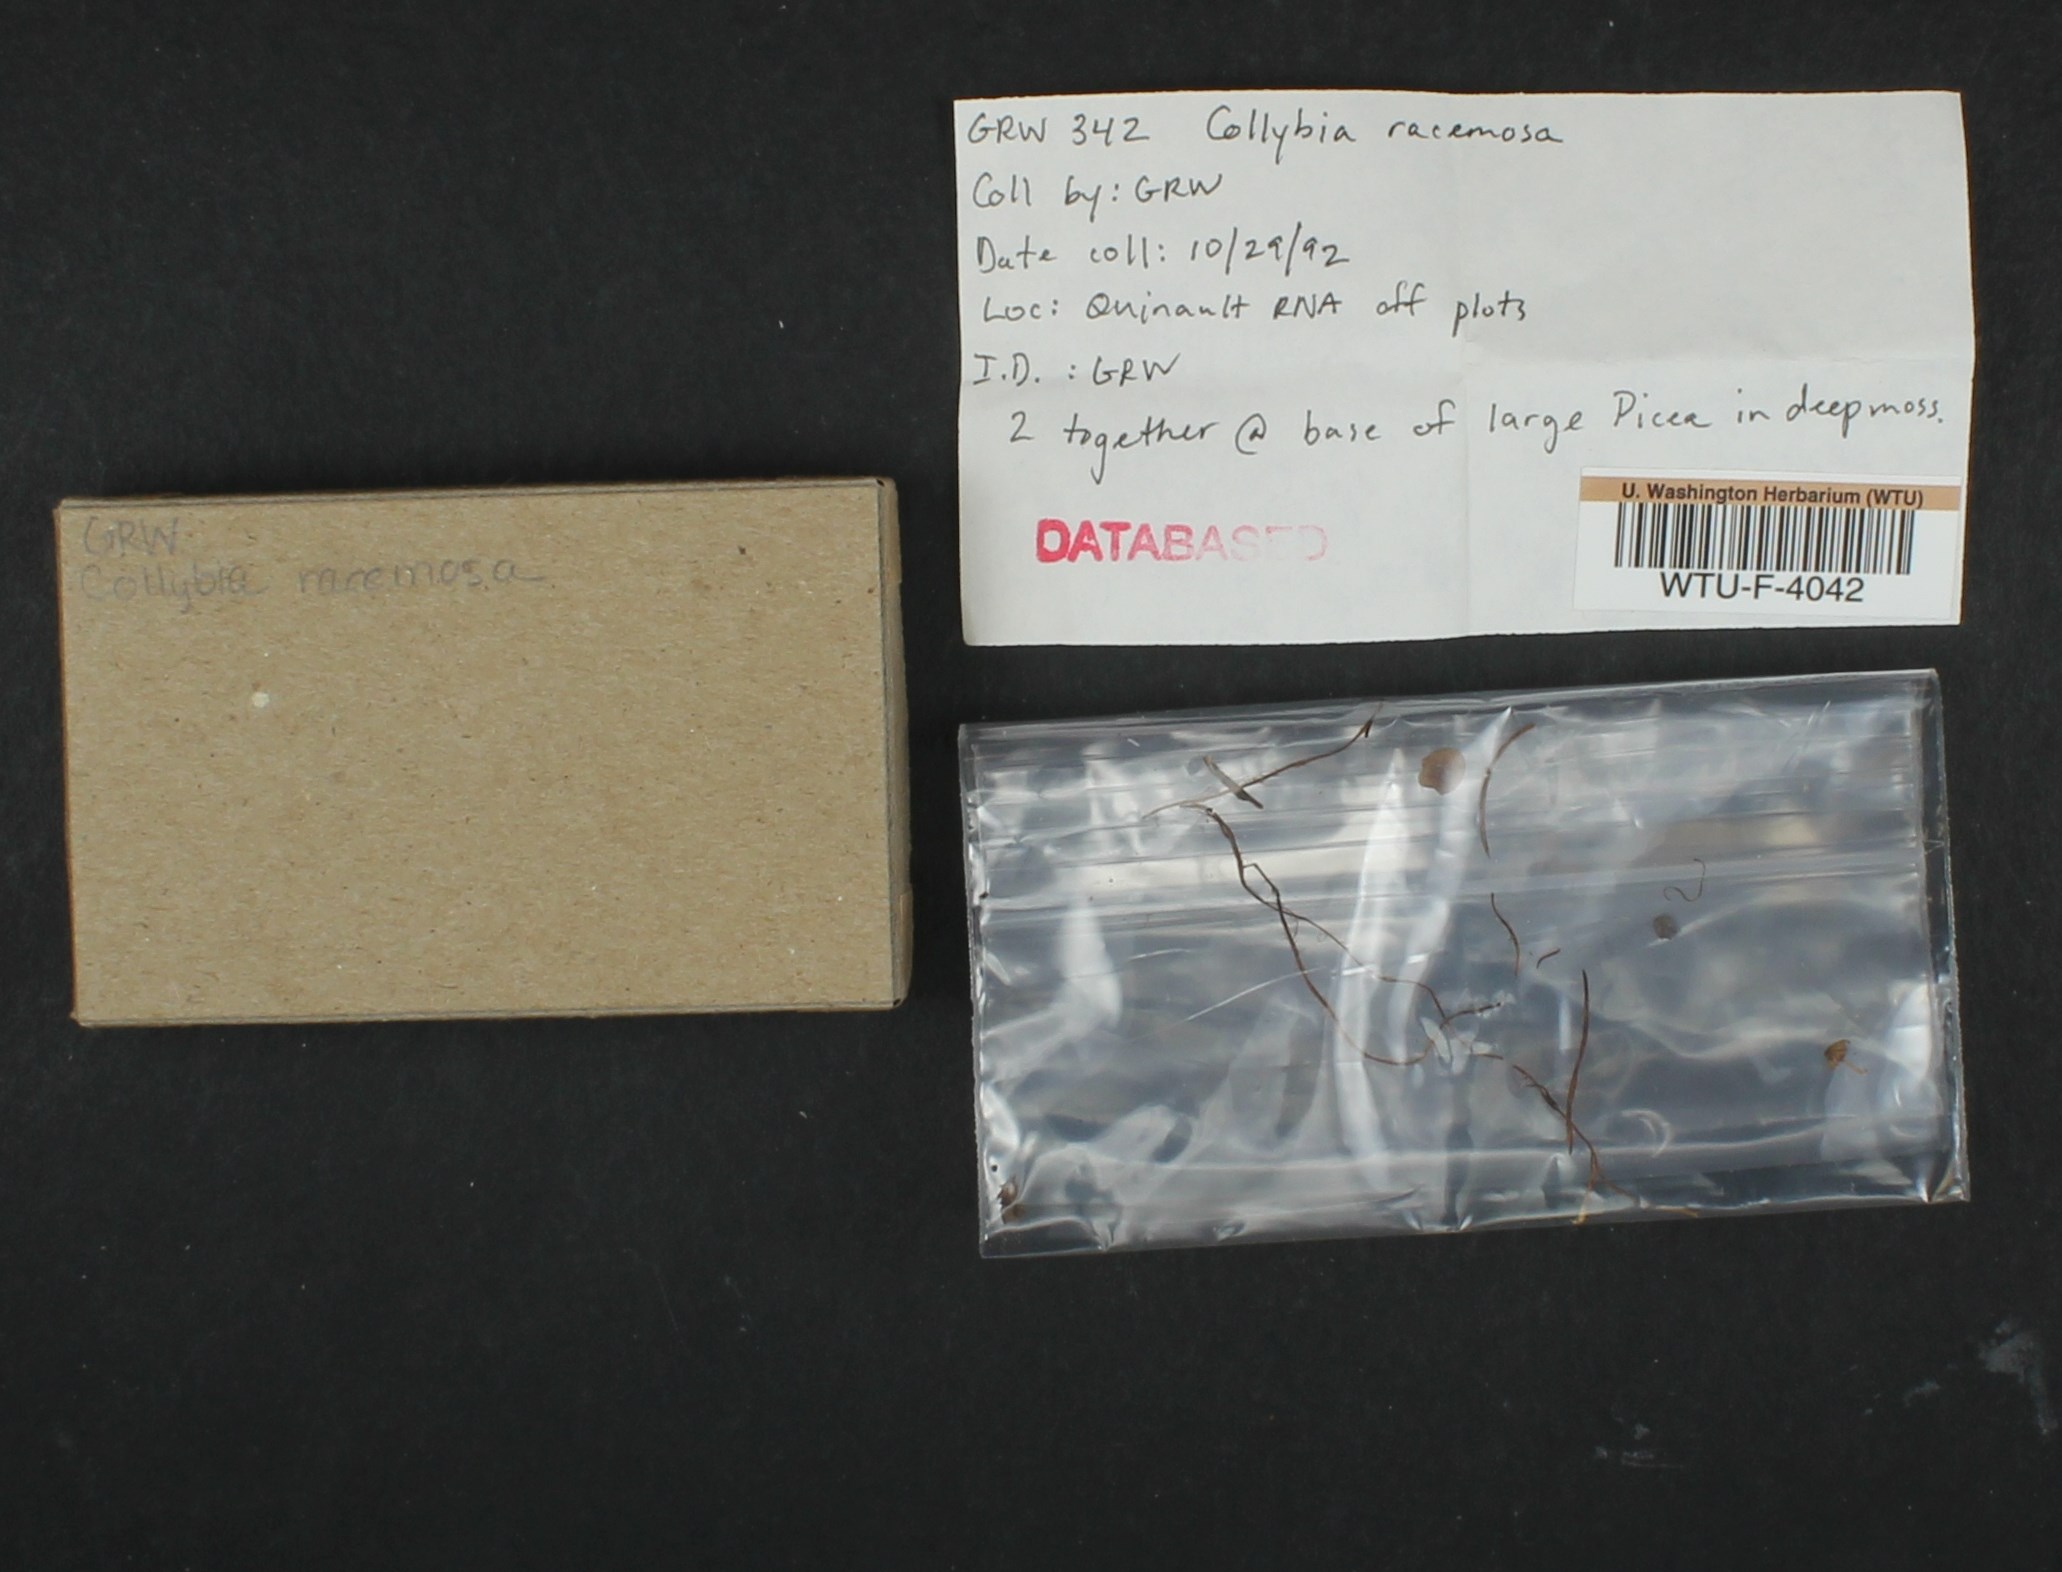 GRW 342 Collybia racemosa
Coll by: GRW
Date coll: 10/29/92
Loc: Quinault RNA off plots
I.D. : GRW
2 together @ base of large Picea in deep moss.
DATABASED
U. Washington Herbarium (WTU)
WTU-F-4042
GRW
Collybia racemosa